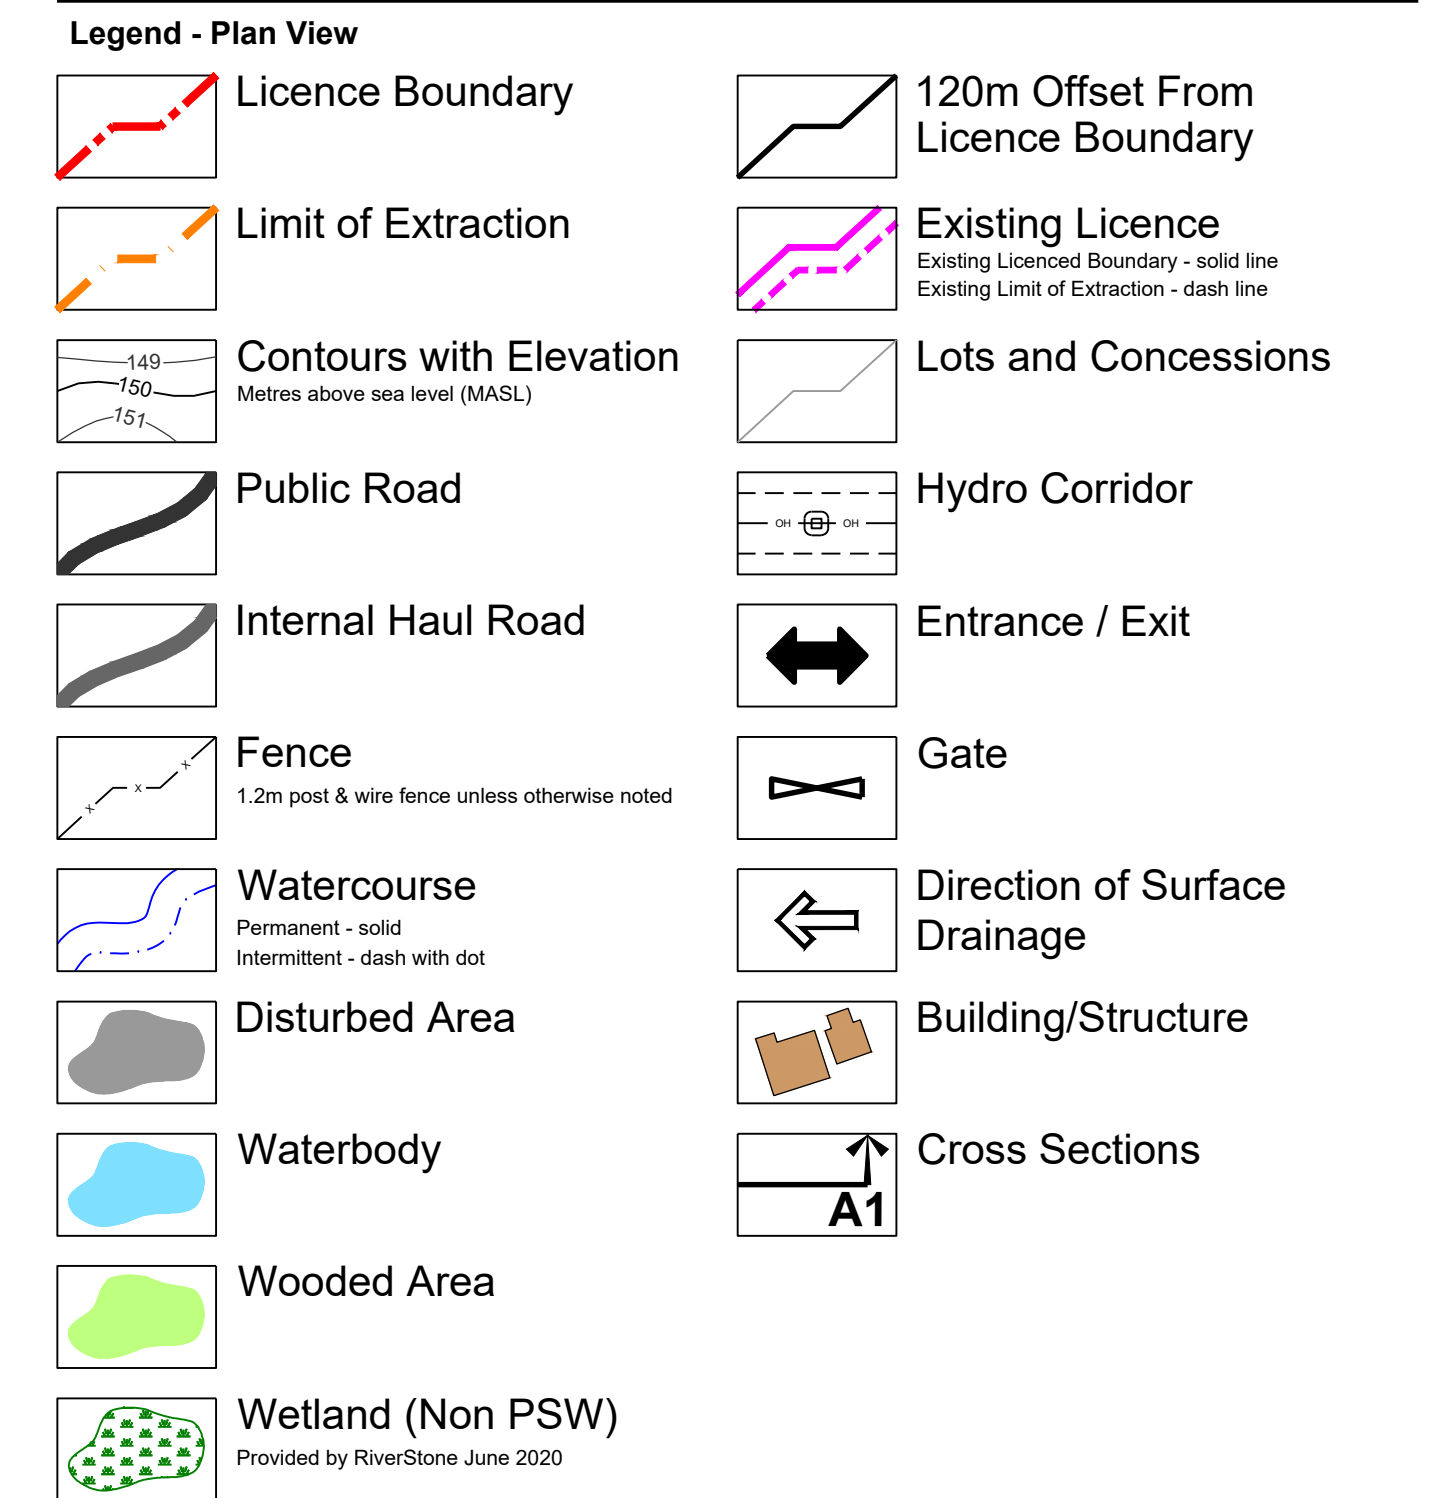 Legend - Plan View
Licence Boundary
Limit of Extraction
149
150
151
Contours with Elevation
Metres above sea level (MASL)
Public Road
Internal Haul Road
x
x
x
Fence
1.2m post & wire fence unless otherwise noted
Watercourse
Permanent - solid
Intermittent - dash with dot
Disturbed Area
Waterbody
Wooded Area
Wetland (Non PSW)
Provided by RiverStone June 2020
120m Offset From
Licence Boundary
Existing Licence
Existing Licenced Boundary - solid line
Existing Limit of Extraction - dash line
Lots and Concessions
OH OH
Hydro Corridor
Entrance / Exit
Gate
Direction of Surface
Drainage
Building/Structure
A1
Cross Sections